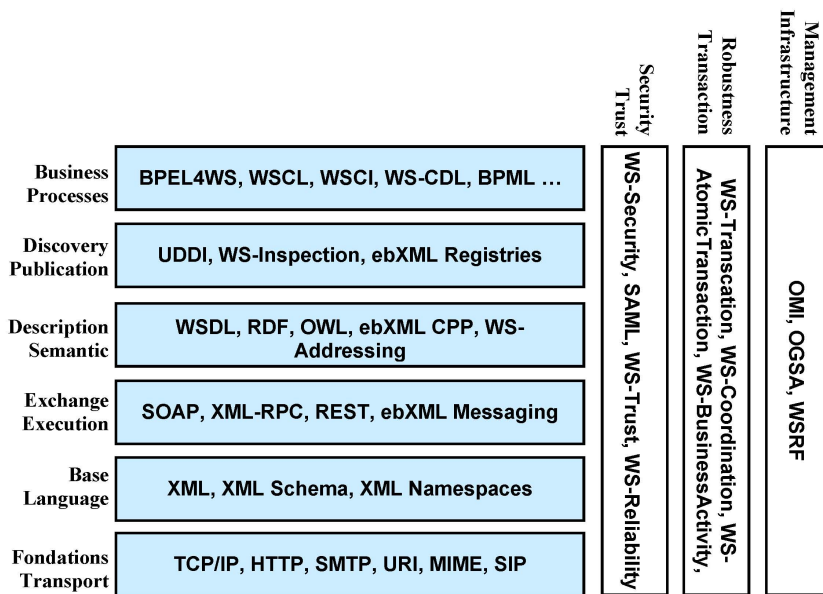 Security
Trust
Robustness
Transaction
Management
Infrastructure
Business
Processes
BPEL4WS, WSCL, WSCI, WS-CDL, BPML …
Discovery
Publication
UDDI, WS-Inspection, ebXML Registries
Description
Semantic
WSDL, RDF, OWL, ebXML CPP, WS-
Addressing
Exchange
Execution
SOAP, XML-RPC, REST, ebXML Messaging
Base
Language
XML, XML Schema, XML Namespaces
Fondations
Transport
TCP/IP, HTTP, SMTP, URI, MIME, SIP
WS-Security, SAML, WS-Trust, WS-Reliability
WS-Transcation, WS-Coordination, WS-
AtomicTransaction, WS-BusinessActivity,
OMI, OGSA, WSRF